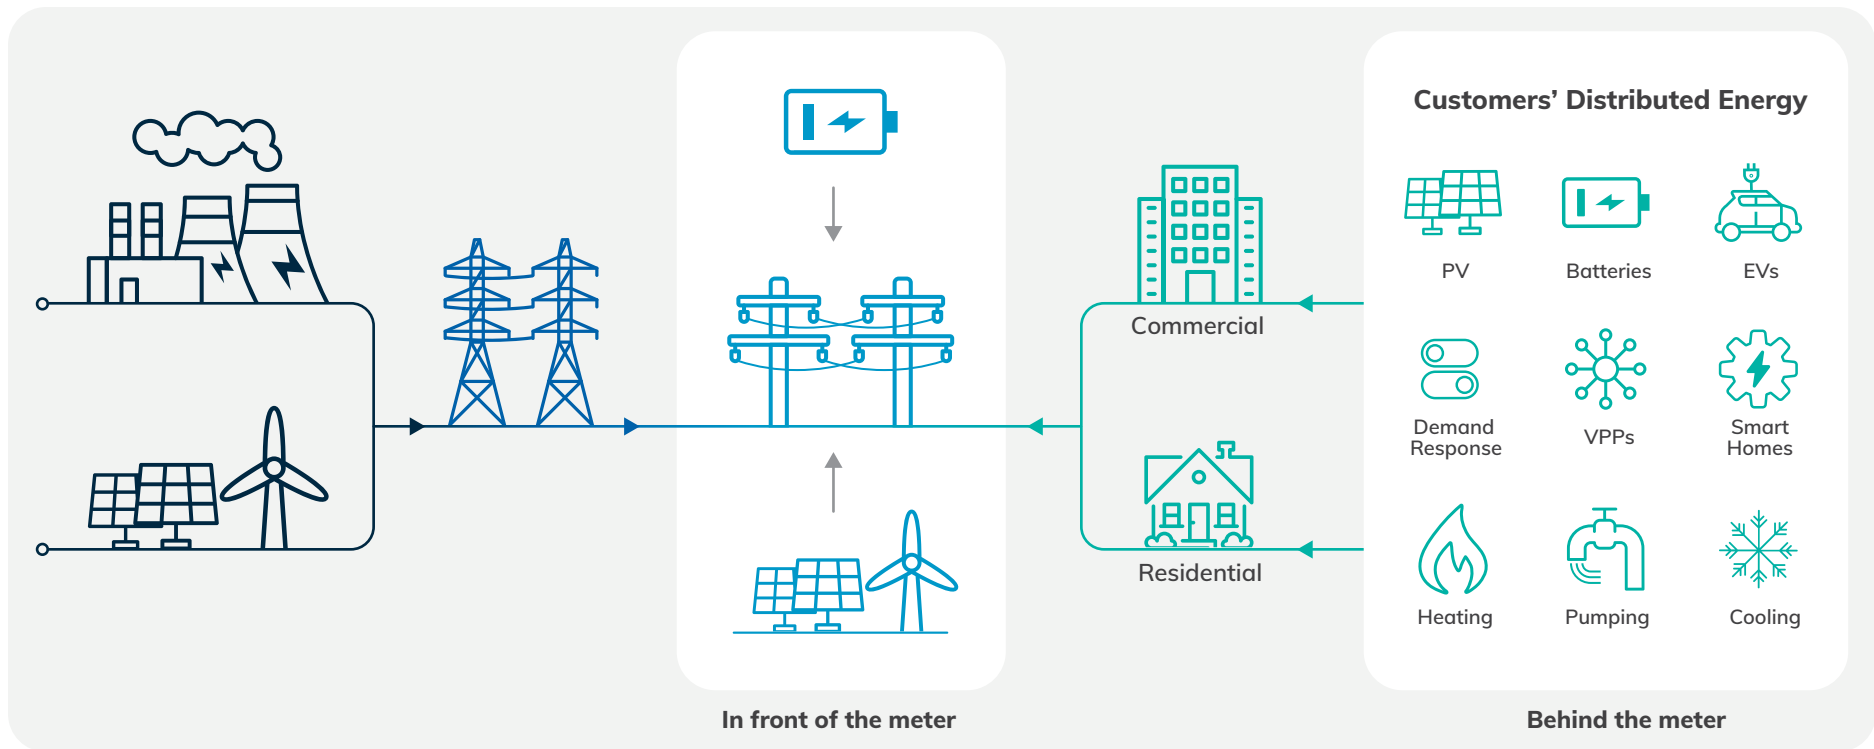 Customers’ Distributed Energy
PV
Batteries
EVs
Commercial
Demand
Response
VPPs
Smart
Homes
Residential
Heating
Pumping
Cooling
In front of the meter
Behind the meter